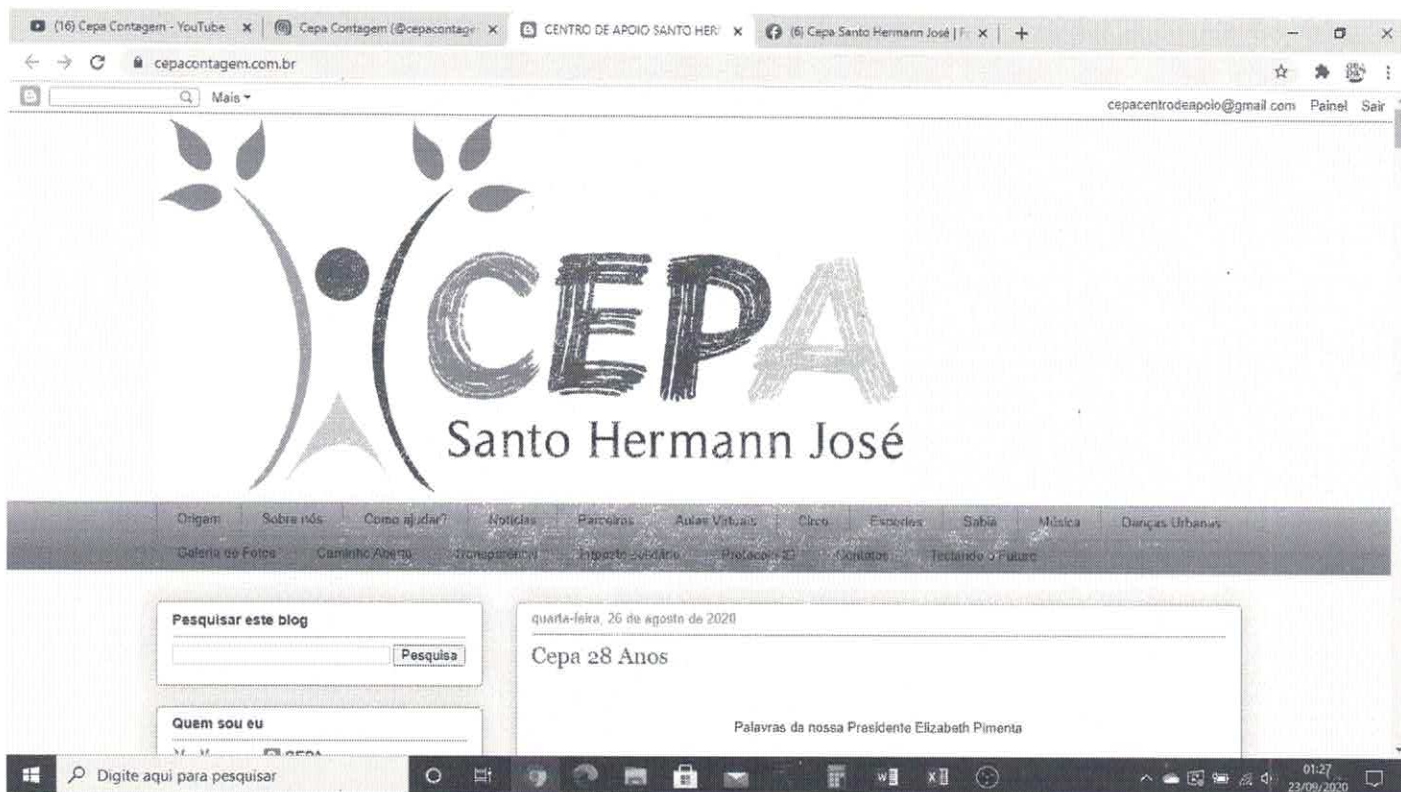 (16) Cepa Contagem - YouTube
Cepa Contagem (@cepacontage
CENTRO DE APOIO SANTO HER
(6) Cepa Santo Hermann José | F
cepacontagem.com.br
Mais
cepacentrodeapoio@gmail.com Painel Sair
CEPA
Santo Hermann José
Origam Sobre nós Como ajudar? Notícias Parceiros Aulas Virtuais Circo Esportes Sabiá Música Danças Urbanas
Galeria de Fotos Caminho Aberto Transparência Imposto Contatos Tectando o Futuro
Pesquisar este blog
Pesquisa
Quem sou eu
CEPA
quarta-feira, 26 de agosto de 2020
Cepa 28 Anos
Palavras da nossa Presidente Elizabeth Pimenta
Digite aqui para pesquisar
01:27
23/09/2020